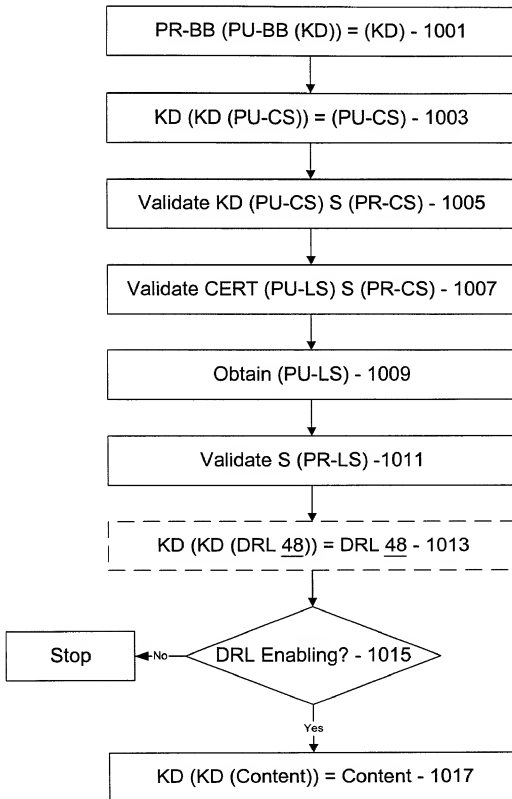 PR-BB (PU-BB (KD)) = (KD) - 1001
KD (KD (PU-CS)) = (PU-CS) - 1003
Validate KD (PU-CS) S (PR-CS) - 1005
Validate CERT (PU-LS) S (PR-CS) - 1007
Obtain (PU-LS) - 1009
Validate S (PR-LS) -1011
KD (KD (DRL 48)) = DRL 48 - 1013
Stop
No
DRL Enabling? - 1015
Yes
KD (KD (Content)) = Content - 1017